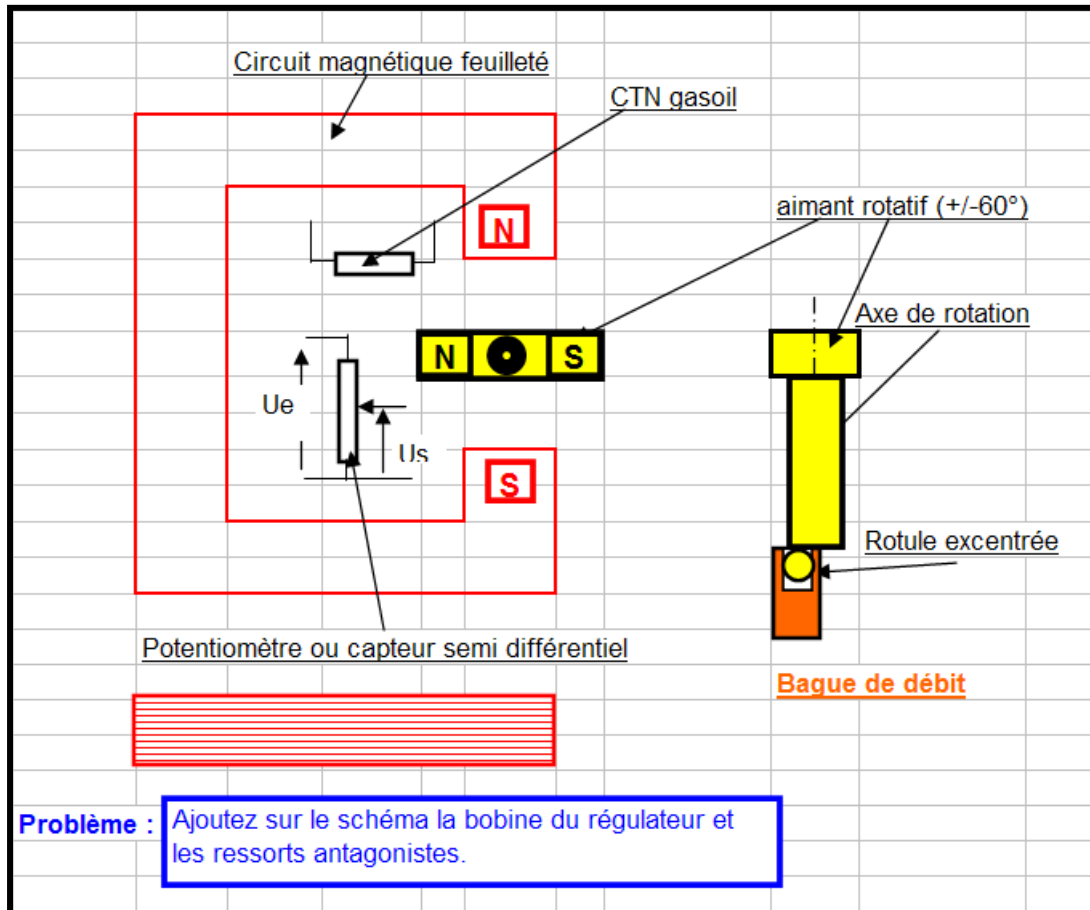 Circuit magnétique feuilleté
CTN gasoil
aimant rotatif (+/-60°)
N
Axe de rotation
N
S
Ue
Us
S
Rotule excentrée
Potentiomètre ou capteur semi différentiel
Bague de débit
Problème :
Ajoutez sur le schéma la bobine du régulateur et
les ressorts antagonistes.